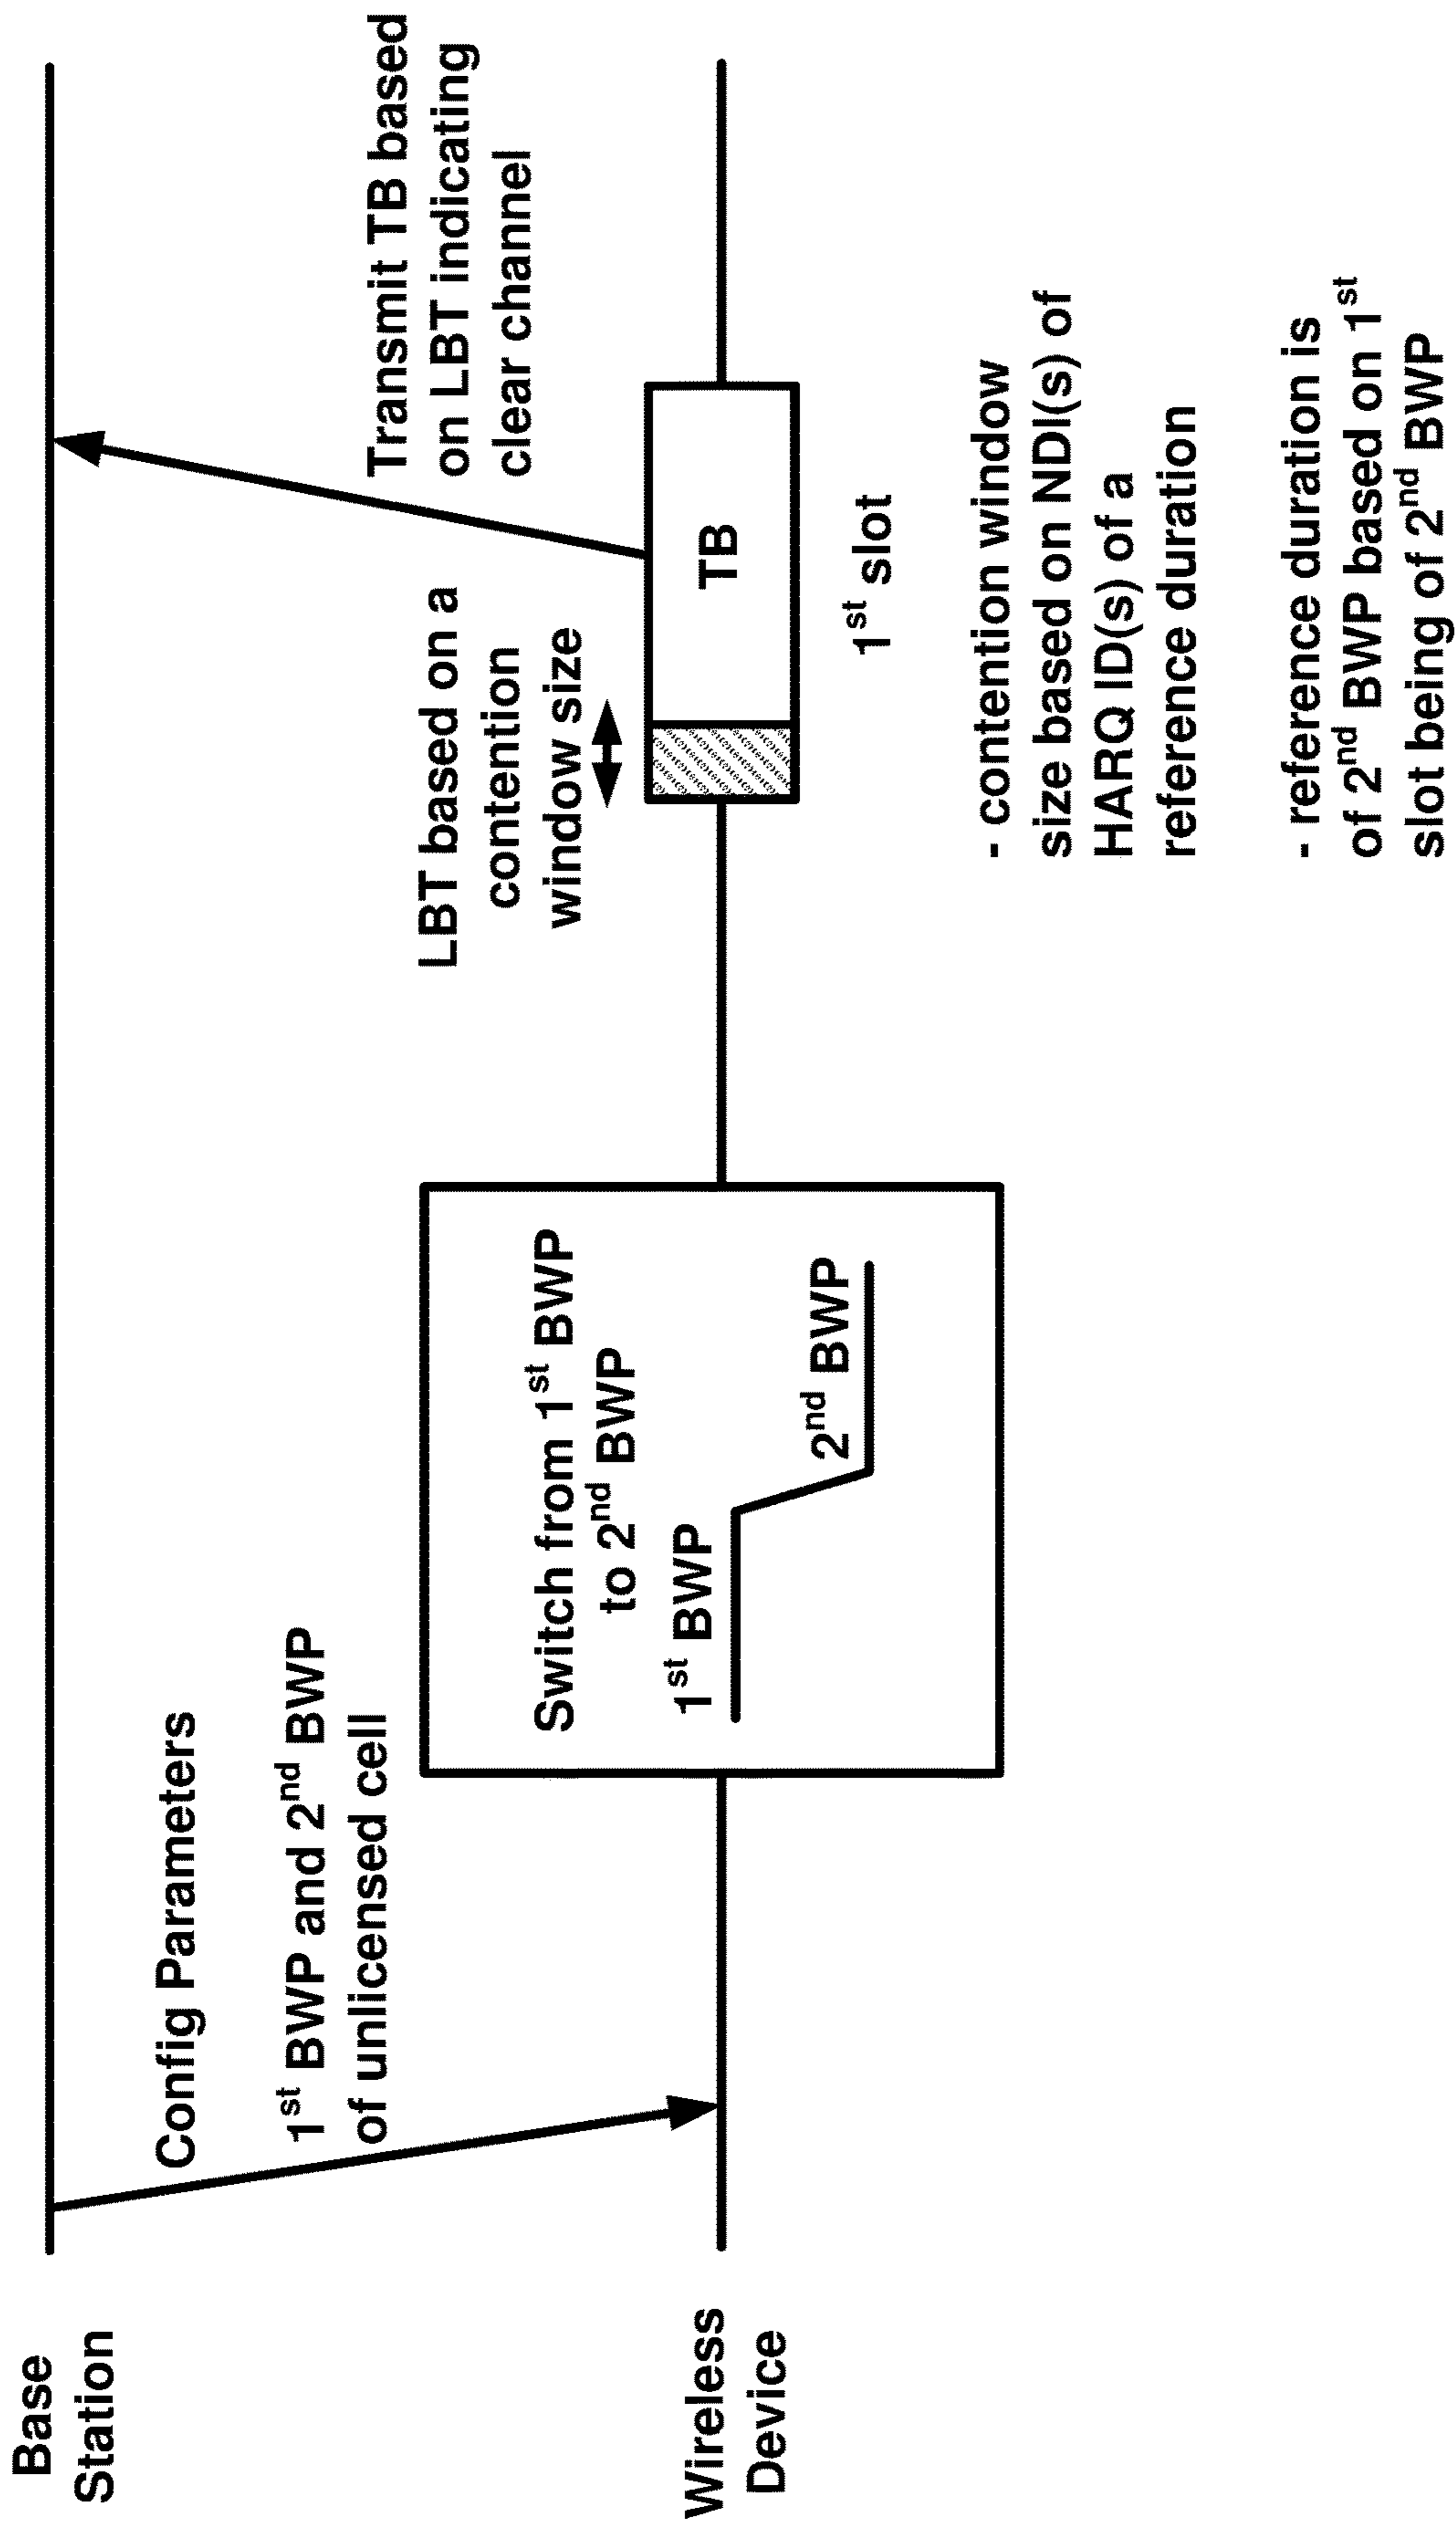 Base
Station
Wireless
Device
Config Parameters
1st BWP and 2nd BWP
of unlicensed cell
Switch from 1st BWP
to 2nd BWP
1st BWP
2nd BWP
LBT based on a
contention
window size
Transmit TB based
on LBT indicating
clear channel
TB
1st slot
- contention window
size based on NDI(s) of
HARQ ID(s) of a
reference duration
- reference duration is
of 2nd BWP based on 1st
slot being of 2nd BWP